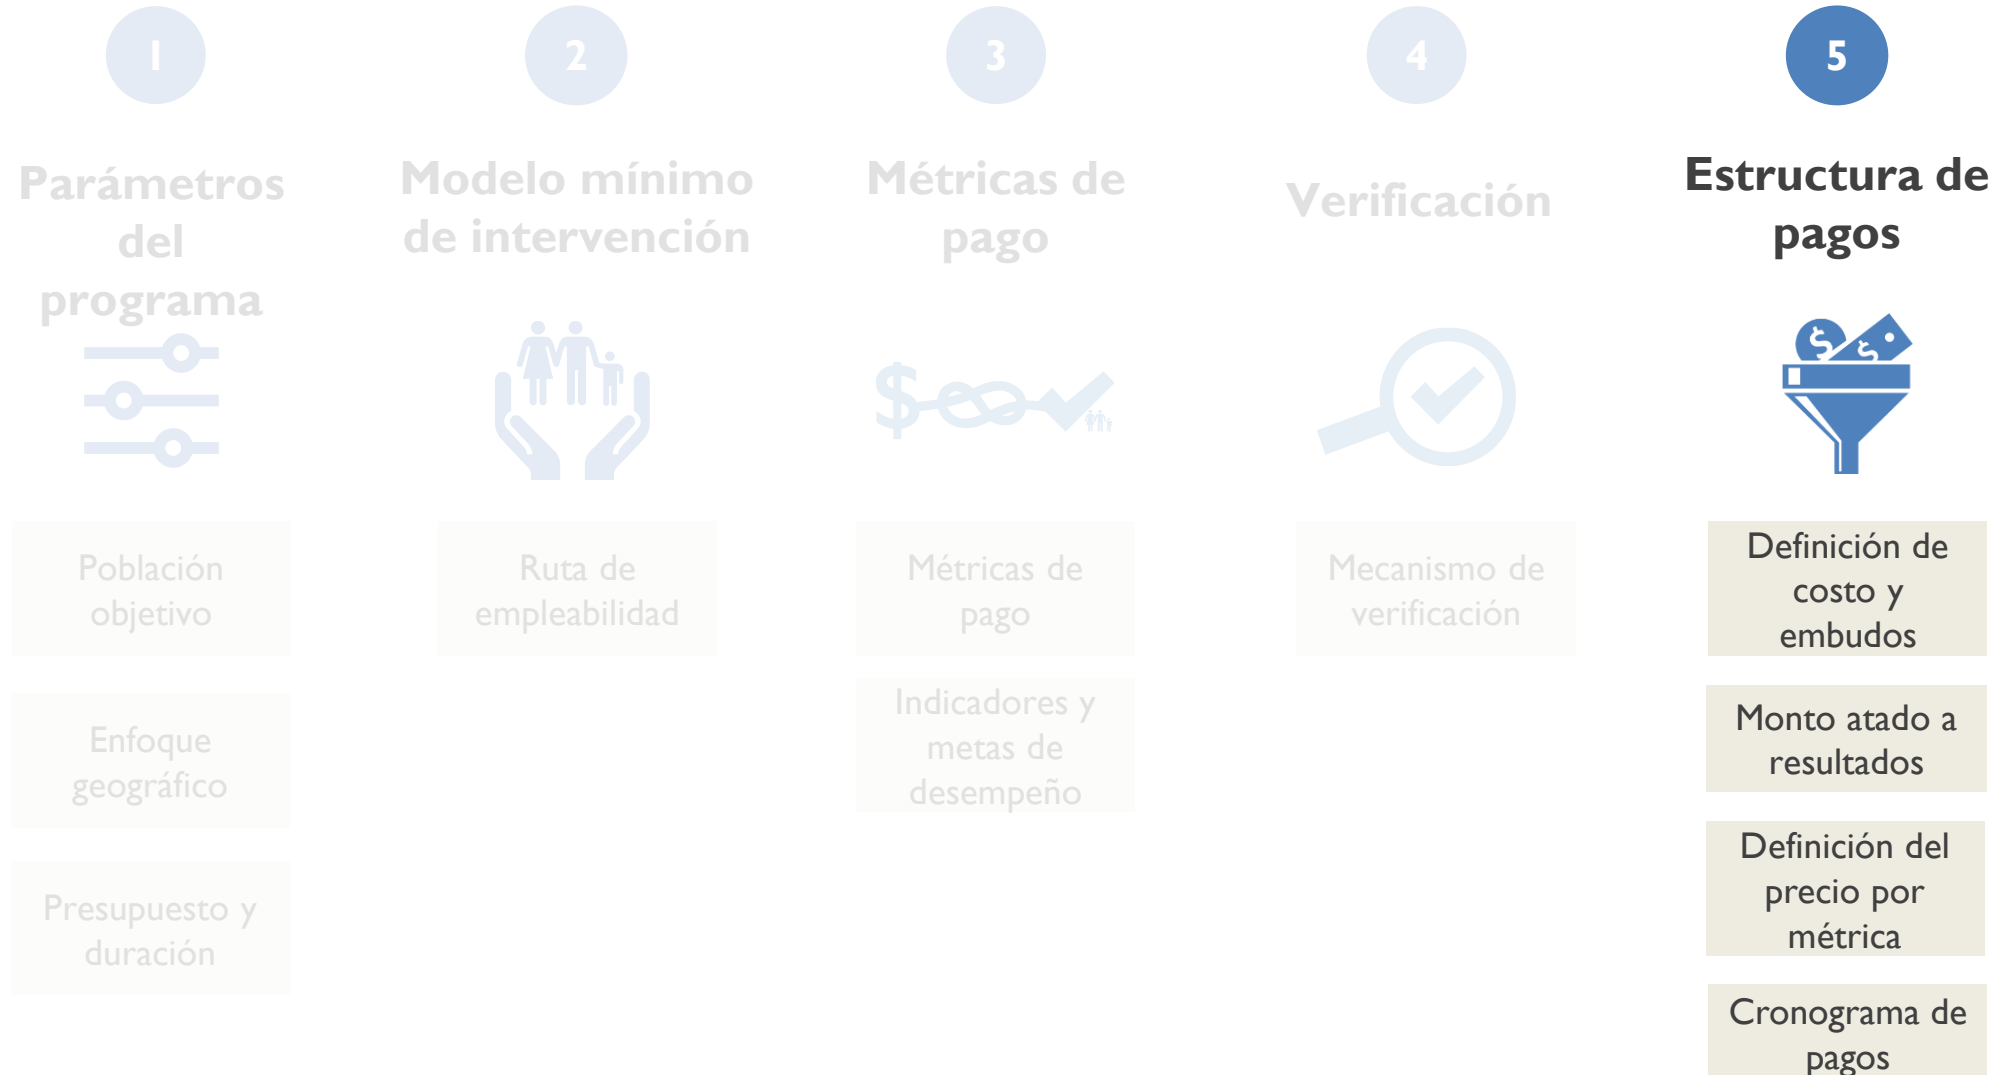 1
Parámetros
del
programa
Población
objetivo
Enfoque
geográfico
Presupuesto y
duración
2
Modelo mínimo
de intervención
Ruta de
empleabilidad
3
Métricas de
pago
$
Métricas de
pago
Indicadores y
metas de
desempeño
4
Verificación
Mecanismo de
verificación
5
Estructura de
pagos
$
$
Definición de
costo y
embudos
Monto atado a
resultados
Definición del
precio por
métrica
Cronograma de
pagos